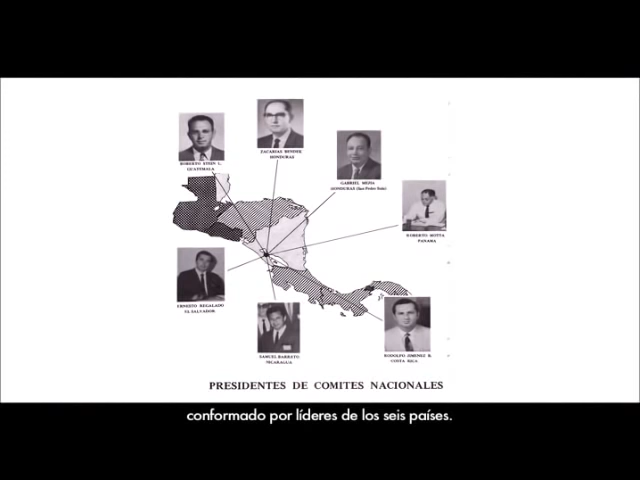 ZACARIAS BENDEK
HONDURAS
ROBERTO STEIN L.
GUATEMALA
GABRIEL MEJIA
HONDURAS (San Pedro Sula)
ROBERTO MOTTA
PANAMA
ERNESTO REGALADO
EL SALVADOR
SAMUEL BARRETO
NICARAGUA
RODOLFO JIMENEZ B.
COSTA RICA
PRESIDENTES DE COMITES NACIONALES
conformado por líderes de los seis países.